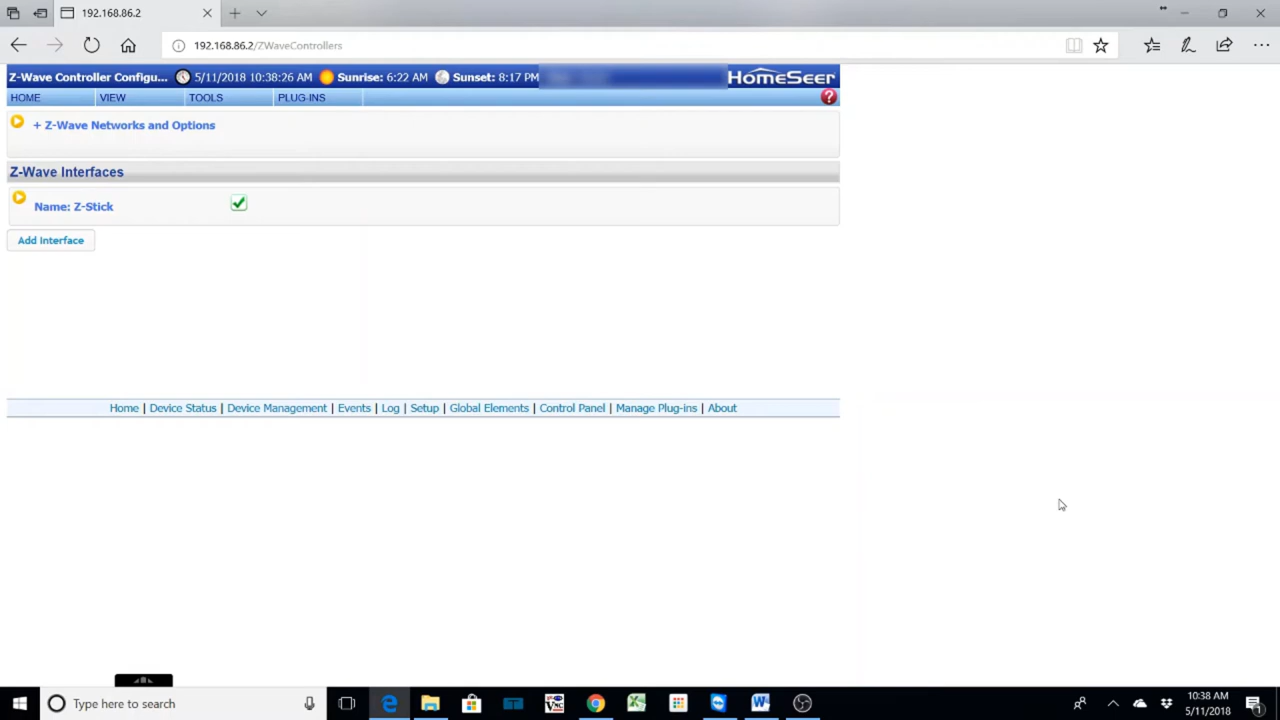 192.168.86.2
192.168.86.2/ZWaveControllers
Z-Wave Controller Configu... 5/11/2018 10:38:26 AM Sunrise: 6:22 AM Sunset: 8:17 PM HomeSeer
HOME VIEW TOOLS PLUG-INS ?
+ Z-Wave Networks and Options
Z-Wave Interfaces
Name: Z-Stick
Add Interface
Home | Device Status | Device Management | Events | Log | Setup | Global Elements | Control Panel | Manage Plug-ins | About
Type here to search
10:38 AM
5/11/2018